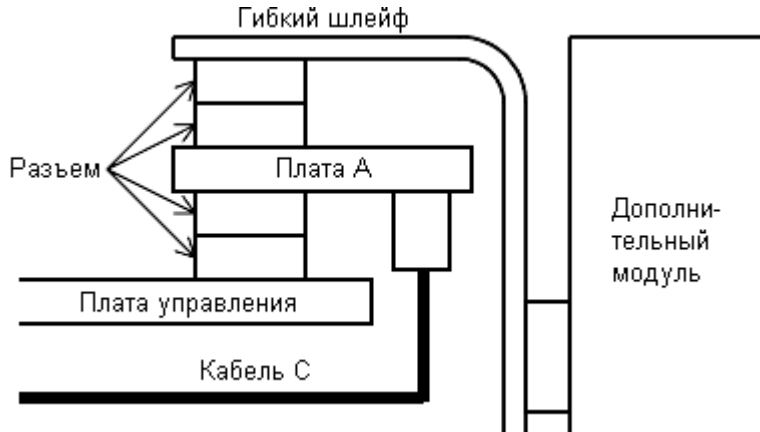 Гибкий шлейф
Разъем
Плата А
Дополни-
тельный
модуль
Плата управления
Кабель С